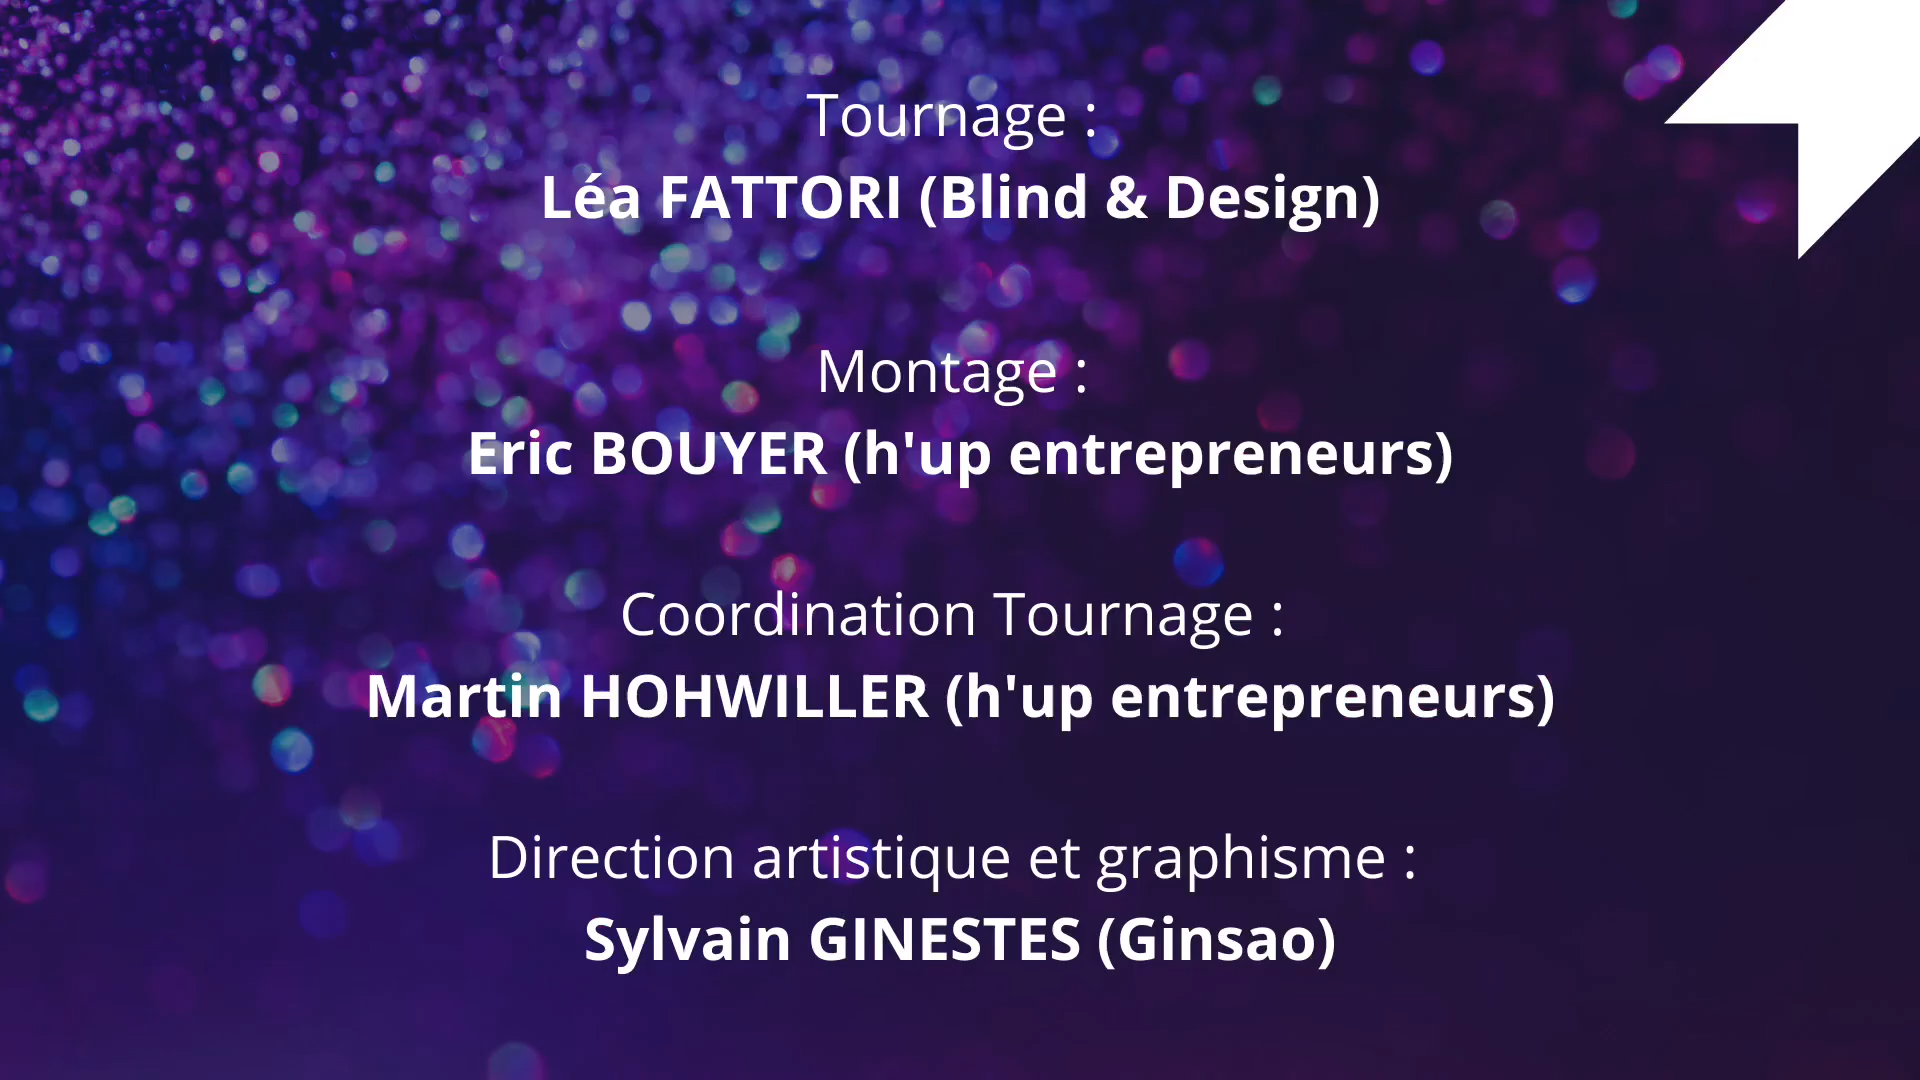 Tournage :
Léa FATTORI (Blind & Design)
Montage :
Eric BOUYER (h'up entrepreneurs)
Coordination Tournage :
Martin HOHWILLER (h'up entrepreneurs)
Direction artistique et graphisme :
Sylvain GINESTES (Ginsao)